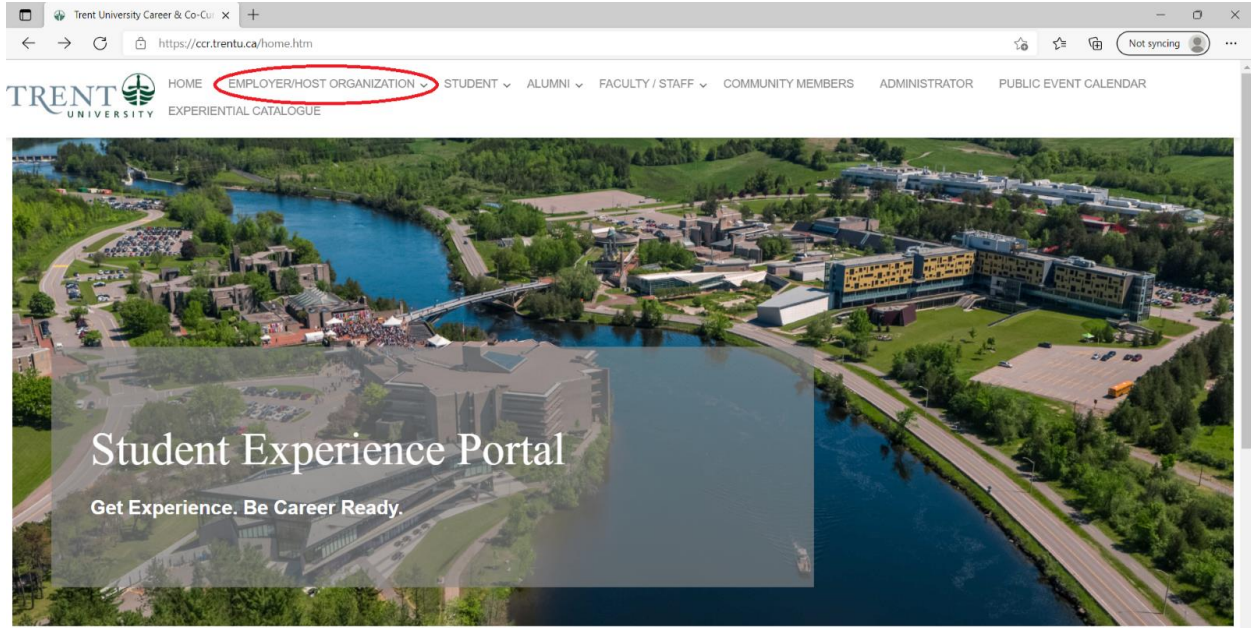 Trent University Career & Co-Cu
https://ccr.trentu.ca/home.htm
Not syncing
TRENT
UNIVERSITY
HOME EMPLOYER/HOST ORGANIZATION STUDENT ALUMNI FACULTY / STAFF COMMUNITY MEMBERS ADMINISTRATOR PUBLIC EVENT CALENDAR
EXPERIENTIAL CATALOGUE
Student Experience Portal
Get Experience. Be Career Ready.